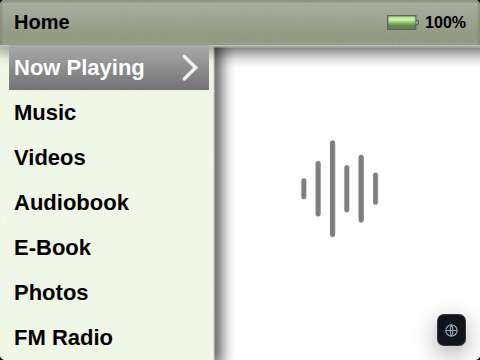 Home
100%
Now Playing
Music
Videos
Audiobook
E-Book
Photos
FM Radio